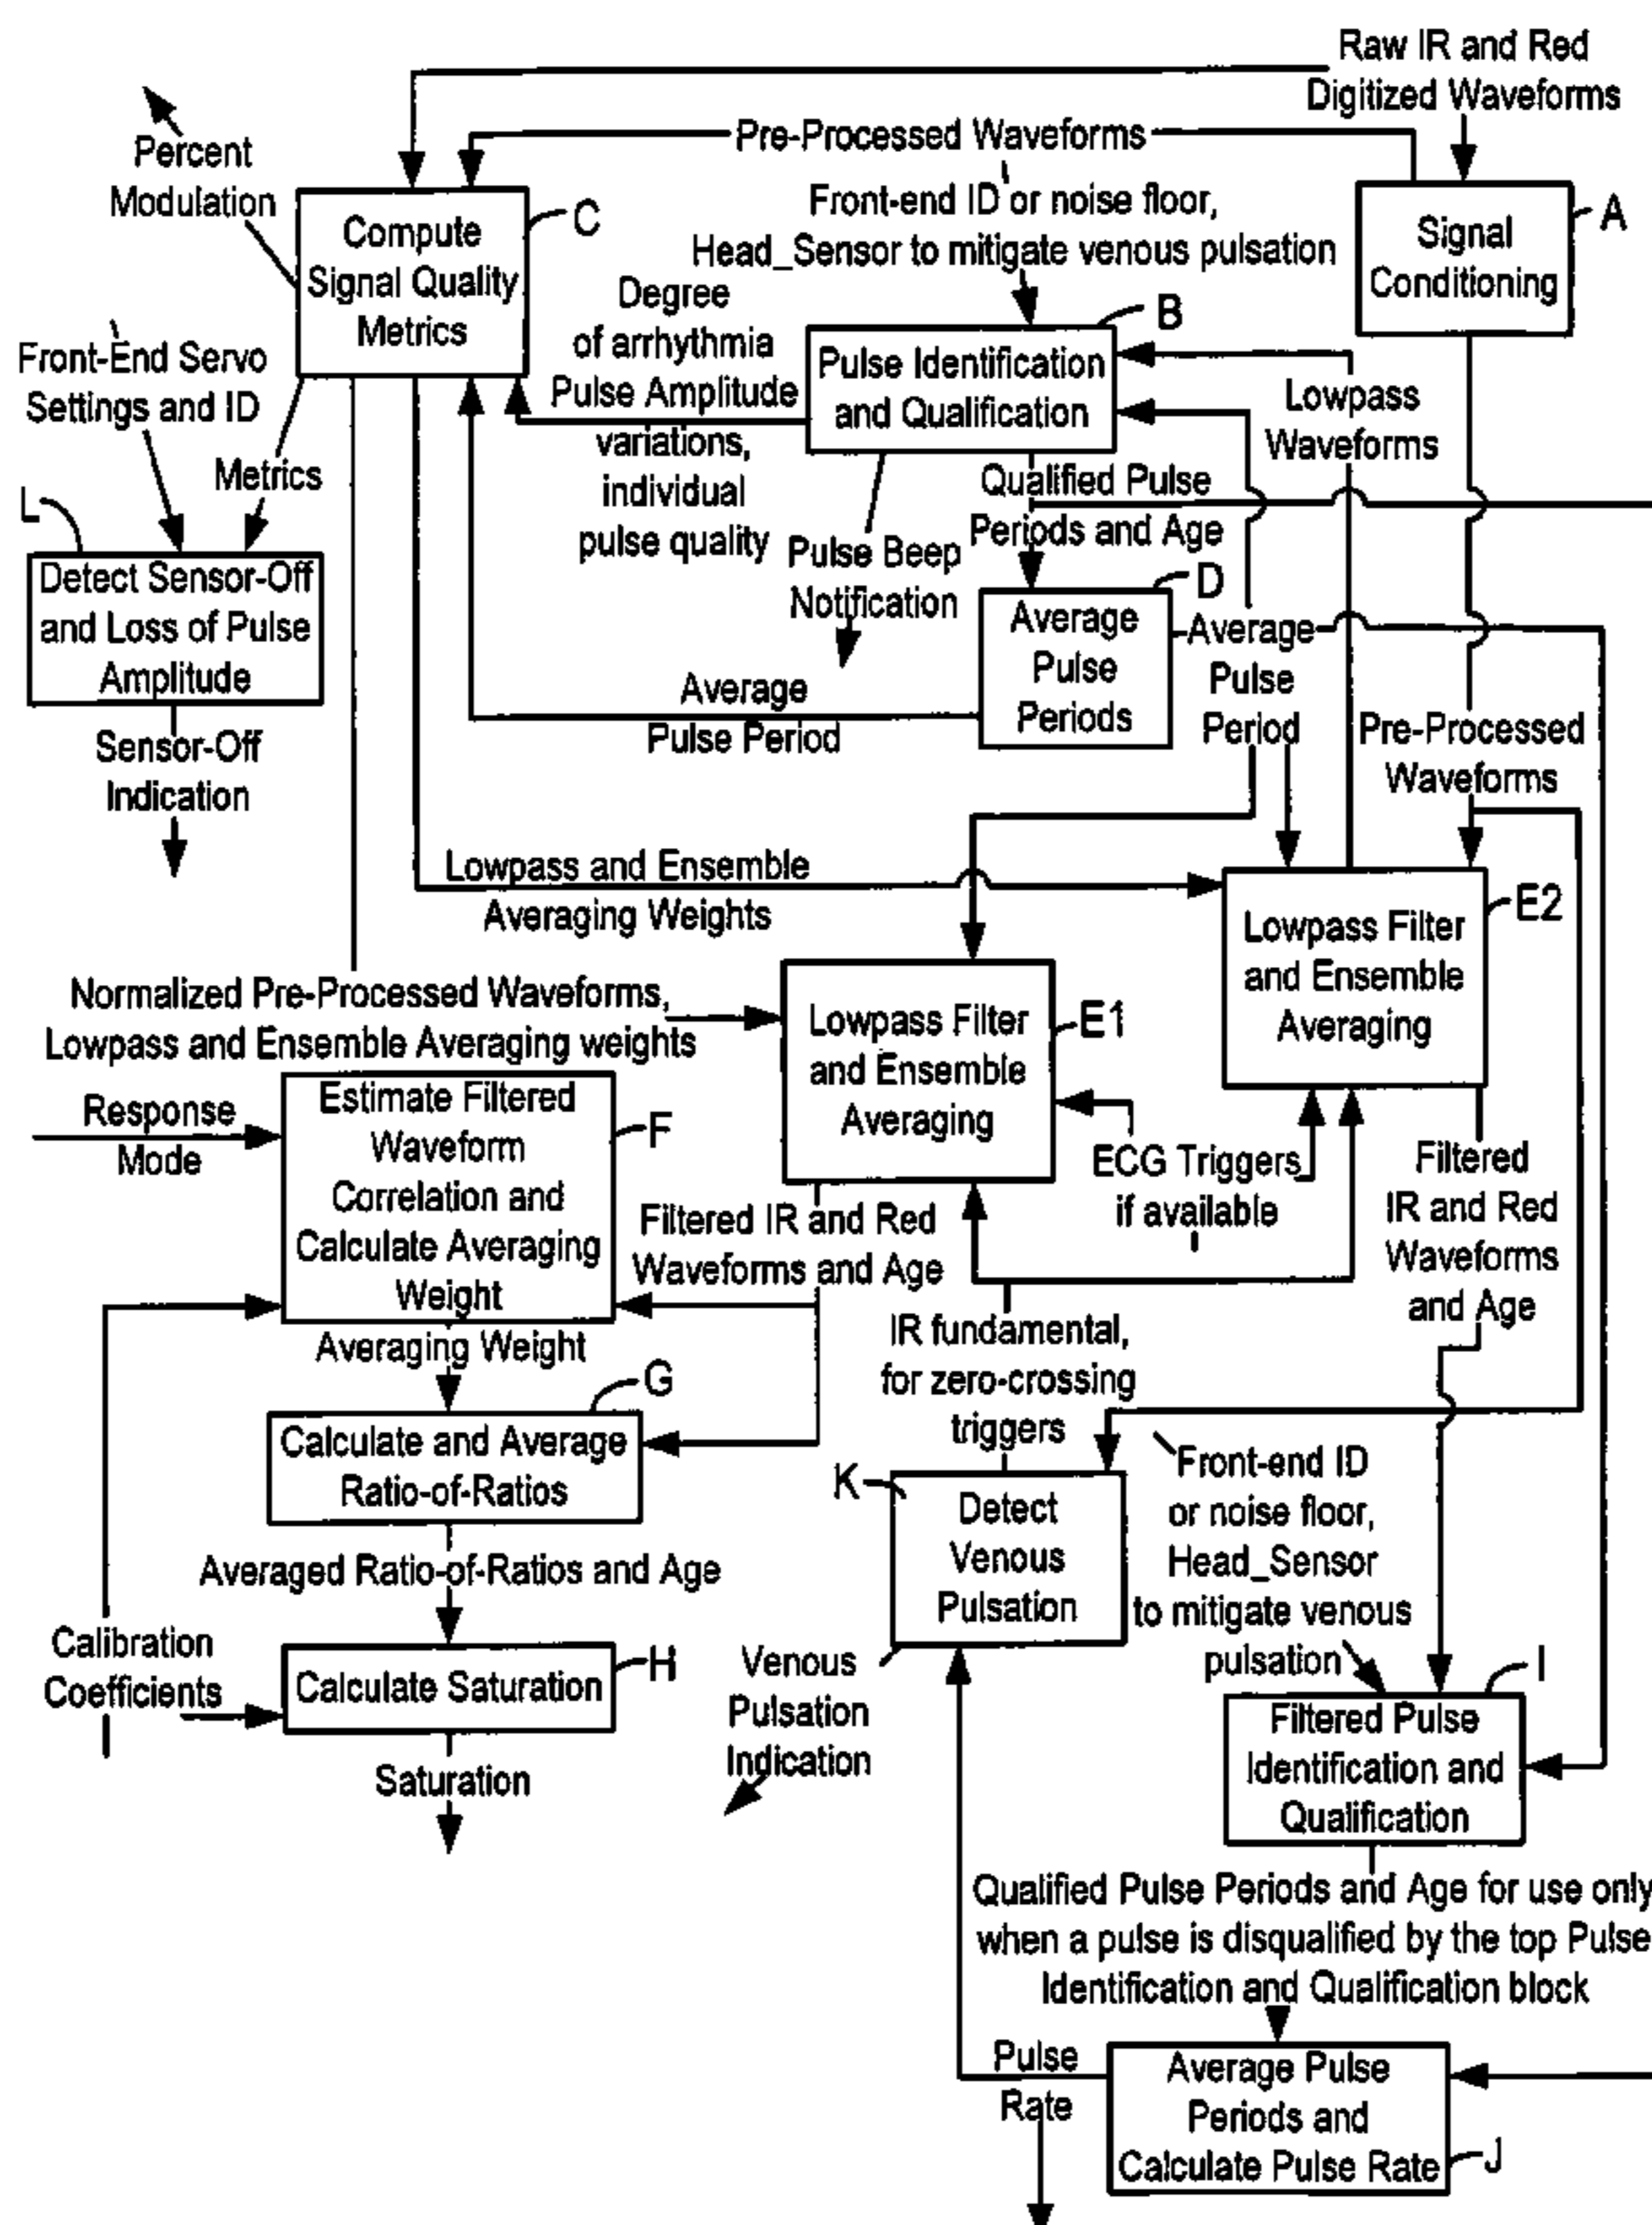 Raw IR and Red
Digitized Waveforms
Pre-Processed Waveforms
Percent
Modulation
Front-end ID or noise floor,
Head_Sensor to mitigate venous pulsation
A
Signal
Conditioning
C
Compute
Signal Quality
Metrics
Degree
of arrhythmia
Pulse Amplitude
variations,
individual
pulse quality
B
Pulse Identification
and Qualification
Lowpass
Waveforms
Front-End Servo
Settings and ID
Metrics
L
Detect Sensor-Off
and Loss of Pulse
Amplitude
Sensor-Off
Indication
Qualified Pulse
Periods and Age
Pulse Beep
Notification
D
Average
Pulse
Periods
Average
Pulse
Period
Average
Pulse Period
Pre-Processed
Waveforms
Lowpass and Ensemble
Averaging Weights
E2
Lowpass Filter
and Ensemble
Averaging
Normalized Pre-Processed Waveforms,
Lowpass and Ensemble Averaging weights
E1
Lowpass Filter
and Ensemble
Averaging
Response
Mode
F
Estimate Filtered
Waveform
Correlation and
Calculate Averaging
Weight
ECG Triggers
if available
Filtered
IR and Red
Waveforms
and Age
Filtered IR and Red
Waveforms and Age
Averaging Weight
IR fundamental,
for zero-crossing
triggers
G
Calculate and Average
Ratio-of-Ratios
K
Detect
Venous
Pulsation
Front-end ID
or noise floor,
Head_Sensor
to mitigate venous
pulsation
Averaged Ratio-of-Ratios and Age
Calibration
Coefficients
H
Calculate Saturation
Saturation
Venous
Pulsation
Indication
I
Filtered Pulse
Identification and
Qualification
Qualified Pulse Periods and Age for use only
when a pulse is disqualified by the top Pulse
Identification and Qualification block
Pulse
Rate
Average Pulse
Periods and
Calculate Pulse Rate
J